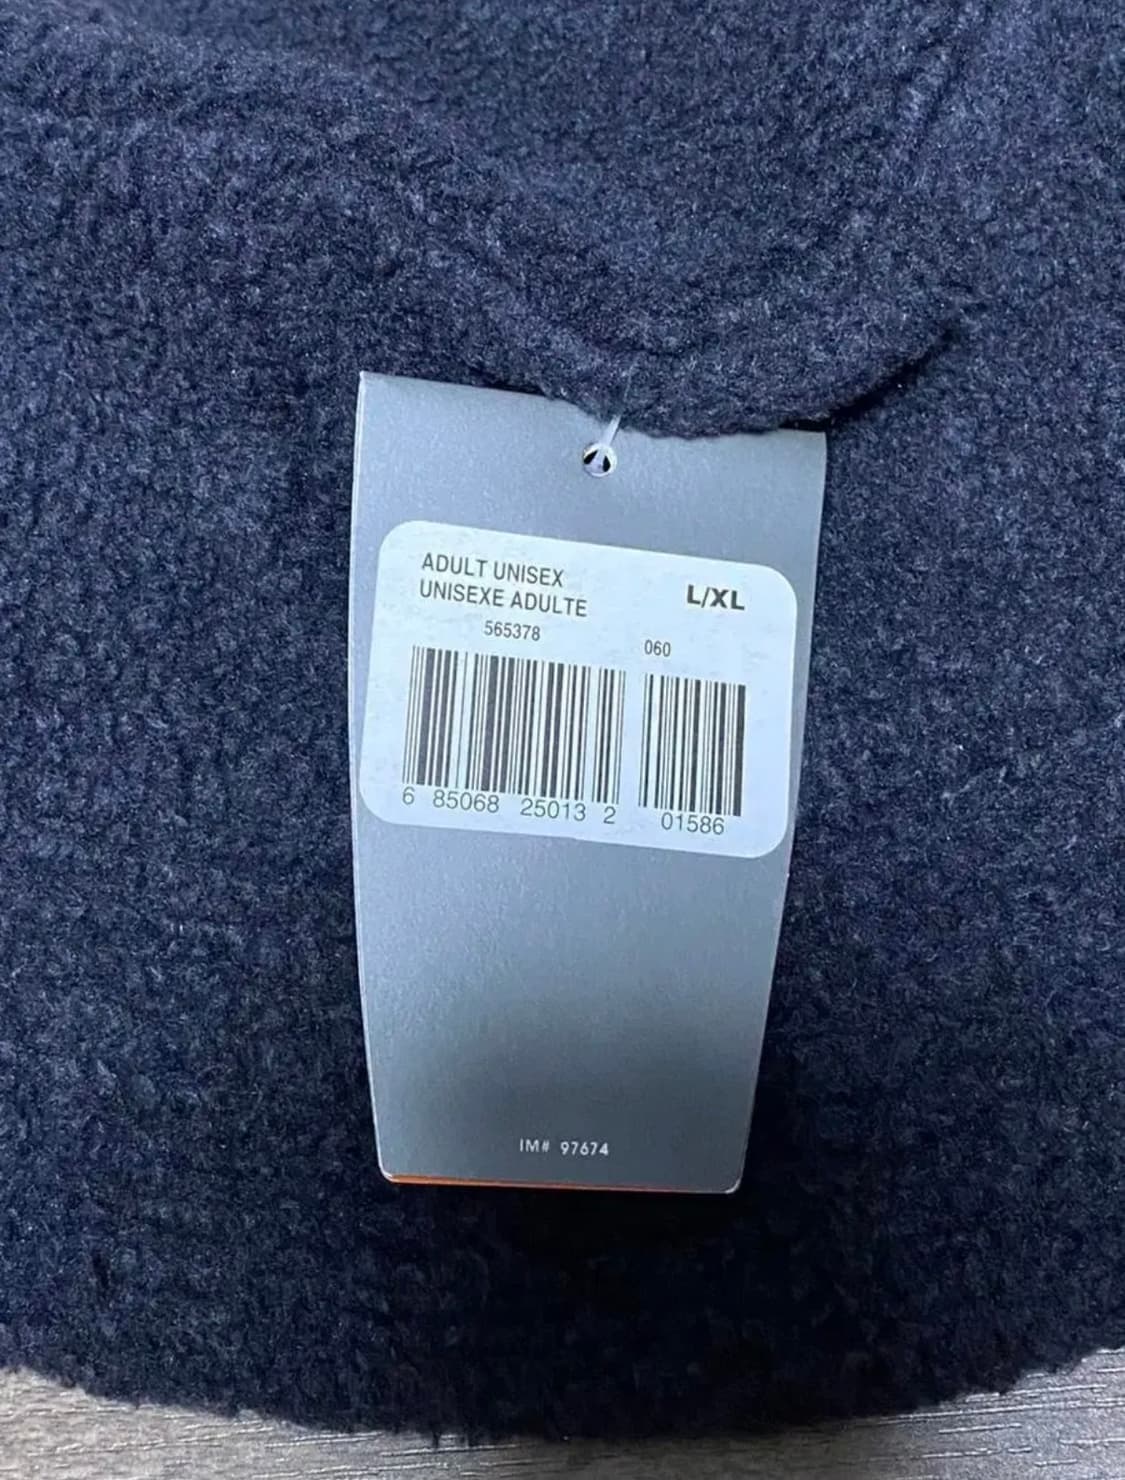 ADULT UNISEX
UNISEXE ADULTE
L/XL
565378
060
6 85068 25013 2
01586
IM# 97674